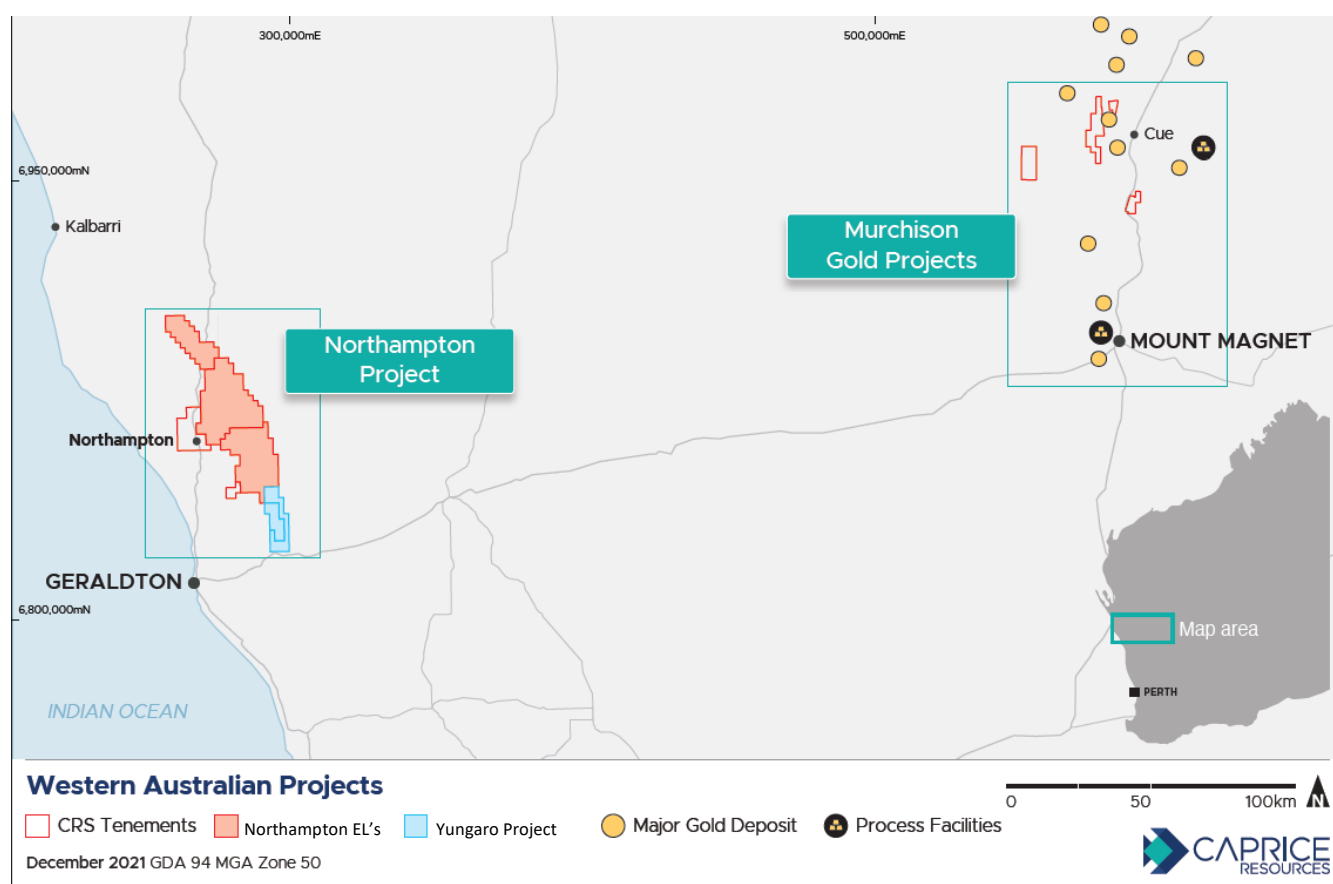 300,000mE
500,000mE
Cue
6,950,000mN
Kalbarri
Murchison
Gold Projects
Northampton
Project
MOUNT MAGNET
Northampton
GERALDTON
6,800,000mN
Map area
PERTH
INDIAN OCEAN
Western Australian Projects
0 50 100km
N
CRS Tenements Northampton EL's Yungaro Project Major Gold Deposit Process Facilities
December 2021 GDA 94 MGA Zone 50
CAPRICE
RESOURCES